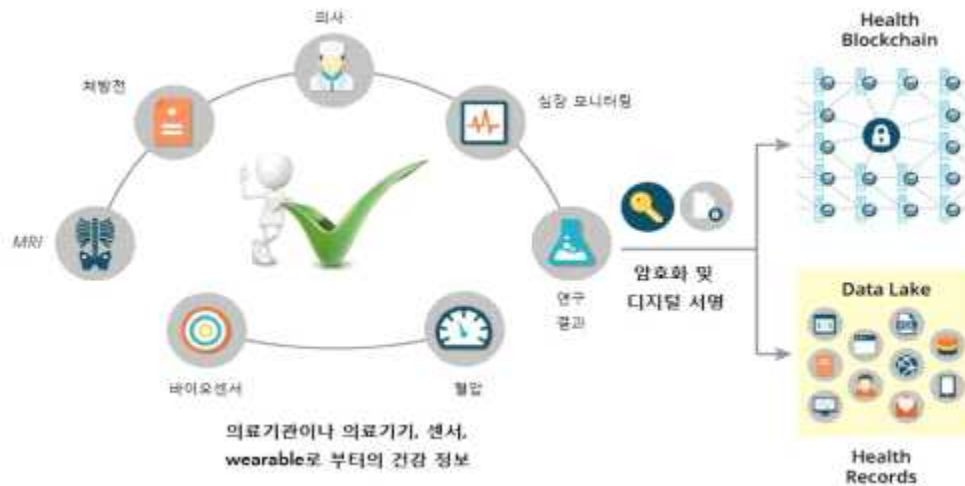 의사
처방전
심장 모니터링
MRI
연구
결과
바이오센서
혈압
의료기관이나 의료기기, 센서,
wearable로 부터의 건강 정보
암호화 및
디지털 서명
Health
Blockchain
Data Lake
Health
Records